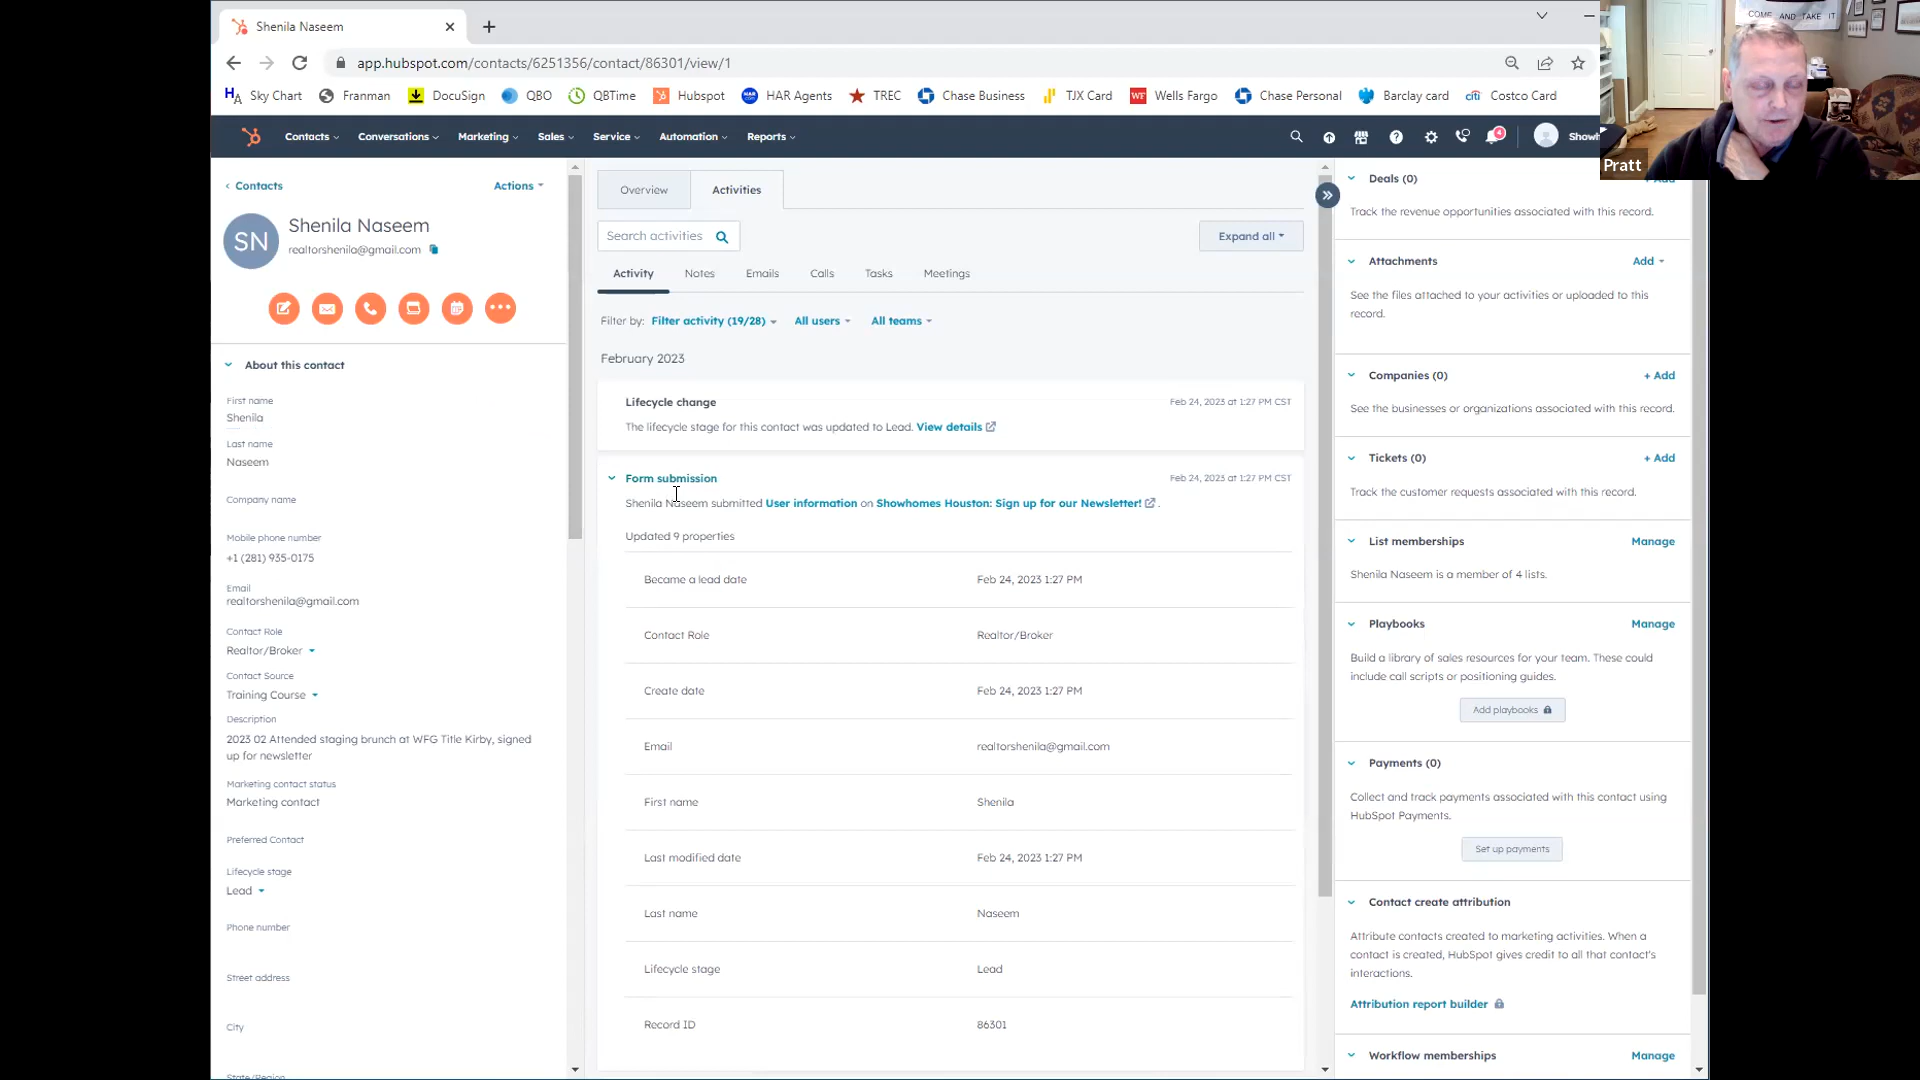 Shenila Naseem
app.hubspot.com/contacts/6251356/contact/86301/view/1
HA Sky Chart Franman DocuSign QBO QBTime Hubspot HAR HAR Agents TREC Chase Business TJX Card WF Wells Fargo Chase Personal Barclay card citi Costco Card
Contacts Conversations Marketing Sales Service Automation Reports
4
COME AND TAKE IT
Pratt
Contacts
Actions
SN
Shenila Naseem
realtorshenila@gmail.com
About this contact
First name
Shenila
Last name
Naseem
Company name
Mobile phone number
+1 (281) 935-0175
Email
realtorshenila@gmail.com
Contact Role
Realtor/Broker
Contact Source
Training Course
Description
2023 02 Attended staging brunch at WFG Title Kirby, signed
up for newsletter
Marketing contact status
Marketing contact
Preferred Contact
Lifecycle stage
Lead
Phone number
Street address
City
State/Region
Overview Activities
Search activities
Expand all
Activity Notes Emails Calls Tasks Meetings
Filter by: Filter activity (19/28) All users All teams
February 2023
Lifecycle change Feb 24, 2023 at 1:27 PM CST
The lifecycle stage for this contact was updated to Lead. View details
Form submission Feb 24, 2023 at 1:27 PM CST
Shenila Naseem submitted User information on Showhomes Houston: Sign up for our Newsletter! .
Updated 9 properties
Became a lead date Feb 24, 2023 1:27 PM
Contact Role Realtor/Broker
Create date Feb 24, 2023 1:27 PM
Email realtorshenila@gmail.com
First name Shenila
Last modified date Feb 24, 2023 1:27 PM
Last name Naseem
Lifecycle stage Lead
Record ID 86301
Deals (0)
+ Add
Track the revenue opportunities associated with this record.
Attachments Add
See the files attached to your activities or uploaded to this
record.
Companies (0) + Add
See the businesses or organizations associated with this record.
Tickets (0) + Add
Track the customer requests associated with this record.
List memberships Manage
Shenila Naseem is a member of 4 lists.
Playbooks Manage
Build a library of sales resources for your team. These could
include call scripts or positioning guides.
Add playbooks
Payments (0)
Collect and track payments associated with this contact using
HubSpot Payments.
Set up payments
Contact create attribution
Attribute contacts created to marketing activities. When a
contact is created, HubSpot gives credit to all that contact's
interactions.
Attribution report builder
Workflow memberships Manage